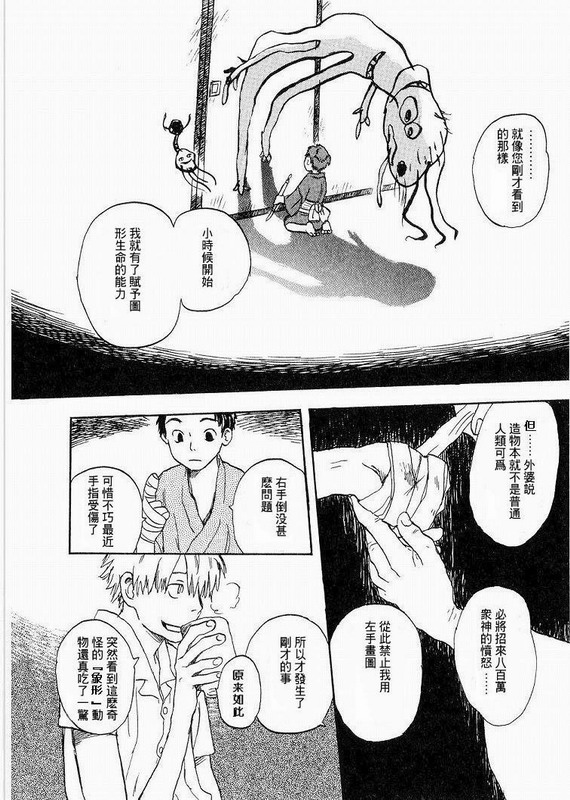 ………就像您剛才看到
的那樣
小時候開始
我就有了賦予圖
形生命的能力
但……外婆說
造物本就不是普通
人類可爲
必將招來八百萬
衆神的憤怒……
從此禁止我用
左手畫圖
右手倒没甚
麽問題
可惜不巧最近
手指受傷了
所以才發生了
剛才的事
原来如此
突然看到這麽奇
怪的『象形』動
物還真吃了一驚